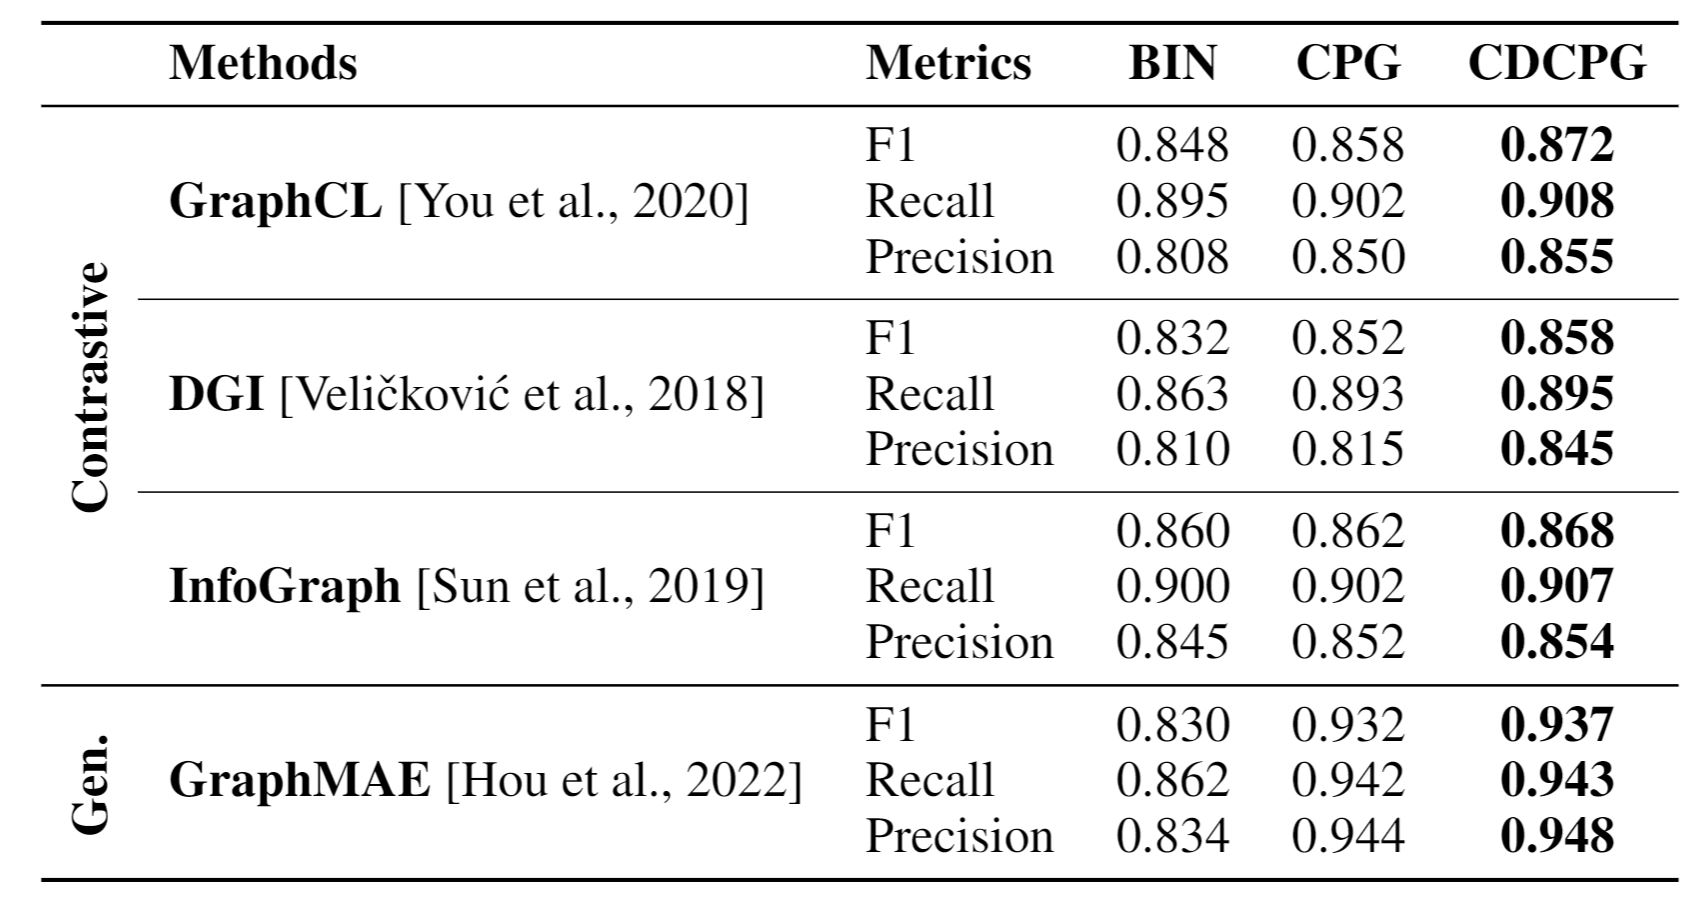 Methods Metrics BIN CPG CDCPG
Contrastive
F1 0.848 0.858 0.872
GraphCL [You et al., 2020] Recall 0.895 0.902 0.908
Precision 0.808 0.850 0.855
F1 0.832 0.852 0.858
DGI [Veličković et al., 2018] Recall 0.863 0.893 0.895
Precision 0.810 0.815 0.845
F1 0.860 0.862 0.868
InfoGraph [Sun et al., 2019] Recall 0.900 0.902 0.907
Precision 0.845 0.852 0.854
Gen.
F1 0.830 0.932 0.937
GraphMAE [Hou et al., 2022] Recall 0.862 0.942 0.943
Precision 0.834 0.944 0.948